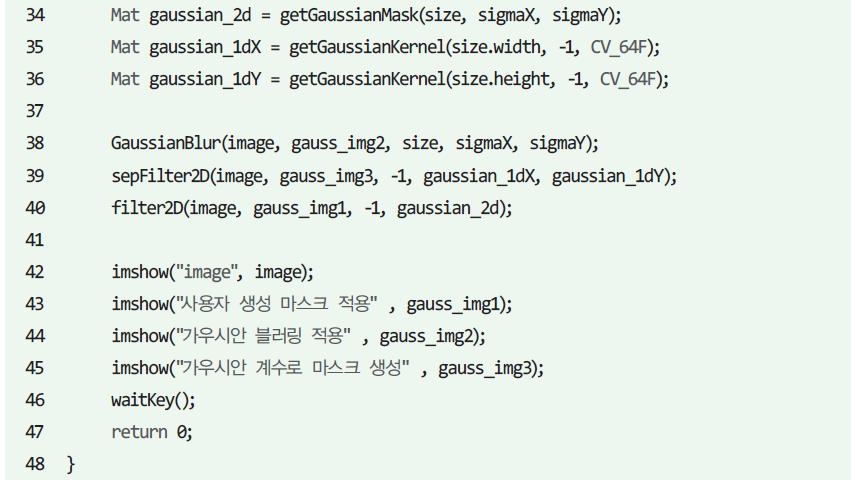 34 Mat gaussian_2d = getGaussianMask(size, sigmaX, sigmaY);
35 Mat gaussian_1dX = getGaussianKernel(size.width, -1, CV_64F);
36 Mat gaussian_1dY = getGaussianKernel(size.height, -1, CV_64F);
37
38 GaussianBlur(image, gauss_img2, size, sigmaX, sigmaY);
39 sepFilter2D(image, gauss_img3, -1, gaussian_1dX, gaussian_1dY);
40 filter2D(image, gauss_img1, -1, gaussian_2d);
41
42 imshow("image", image);
43 imshow("사용자 생성 마스크 적용" , gauss_img1);
44 imshow("가우시안 블러링 적용" , gauss_img2);
45 imshow("가우시안 계수로 마스크 생성" , gauss_img3);
46 waitKey();
47 return 0;
48 }